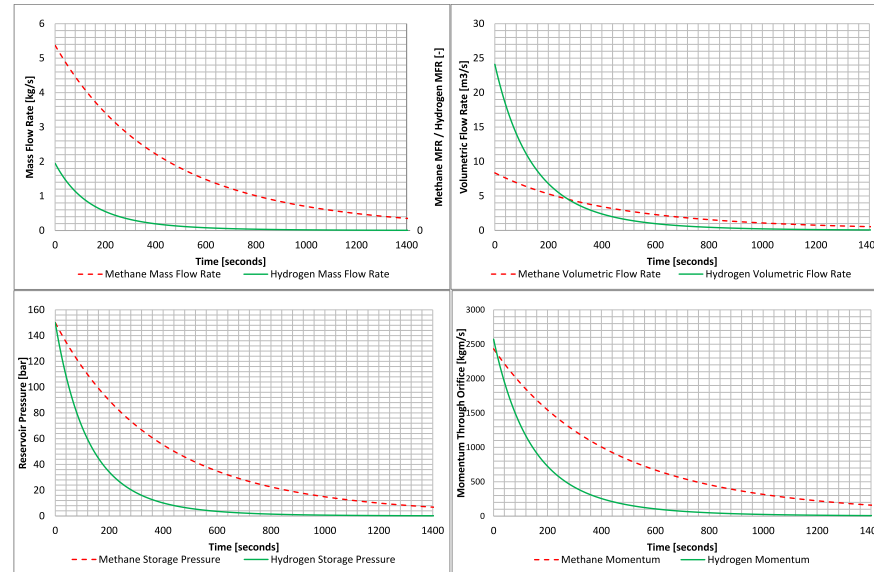 6
5
4
3
2
1
0
Mass Flow Rate [kg/s]
0
Methane MFR / Hydrogen MFR [-]
0 200 400 600 800 1000 1200 1400
Time [seconds]
Methane Mass Flow Rate Hydrogen Mass Flow Rate
30
25
20
15
10
5
0
Volumetric Flow Rate [m3/s]
0 200 400 600 800 1000 1200 1400
Time [seconds]
Methane Volumetric Flow Rate Hydrogen Volumetric Flow Rate
160
140
120
100
80
60
40
20
0
Reservoir Pressure [bar]
0 200 400 600 800 1000 1200 1400
Time [seconds]
Methane Storage Pressure Hydrogen Storage Pressure
3000
2500
2000
1500
1000
500
0
Momentum Through Orifice [kgm/s]
0 200 400 600 800 1000 1200 1400
Time [seconds]
Methane Momentum Hydrogen Momentum